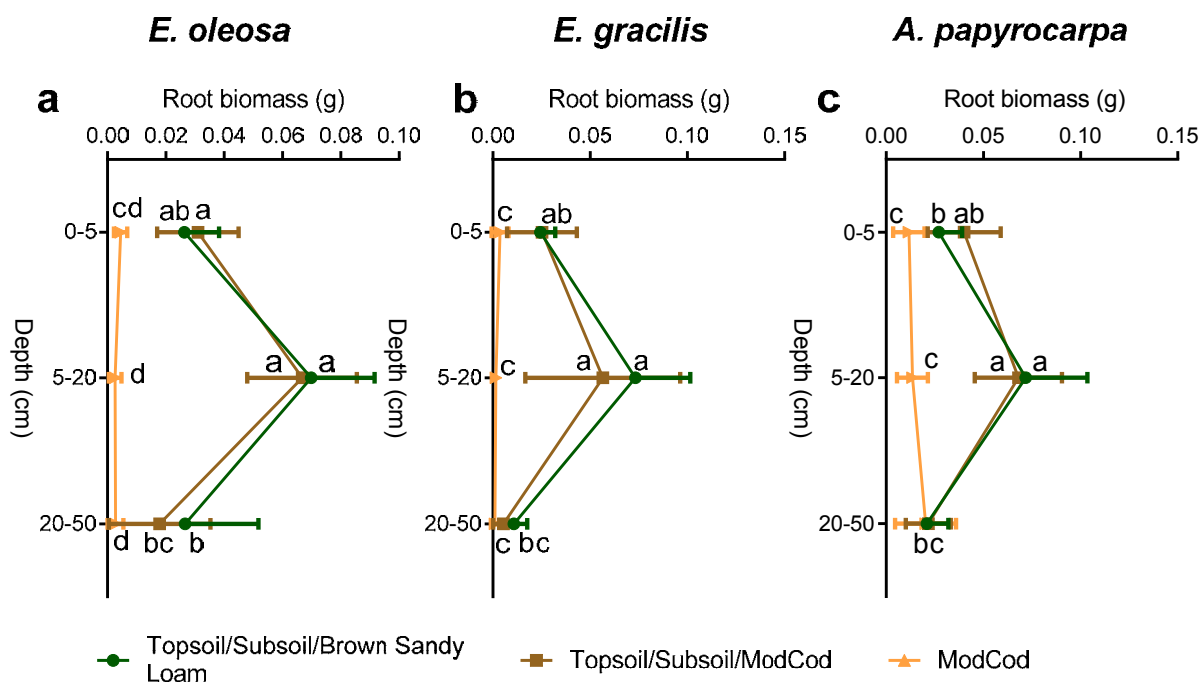 E. oleosa
E. gracilis
A. papyrocarpa
a
Root biomass (g)
0.00 0.02 0.04 0.06 0.08 0.10
0-5
5-20
20-50
Depth (cm)
cd ab a
d a a
d bc b
b
Root biomass (g)
0.00 0.05 0.10 0.15
0-5
5-20
20-50
Depth (cm)
c ab
c a a
c bc
c
Root biomass (g)
0.00 0.05 0.10 0.15
0-5
5-20
20-50
Depth (cm)
c b ab
c a a
bc
Topsoil/Subsoil/Brown Sandy
Loam
Topsoil/Subsoil/ModCod
ModCod